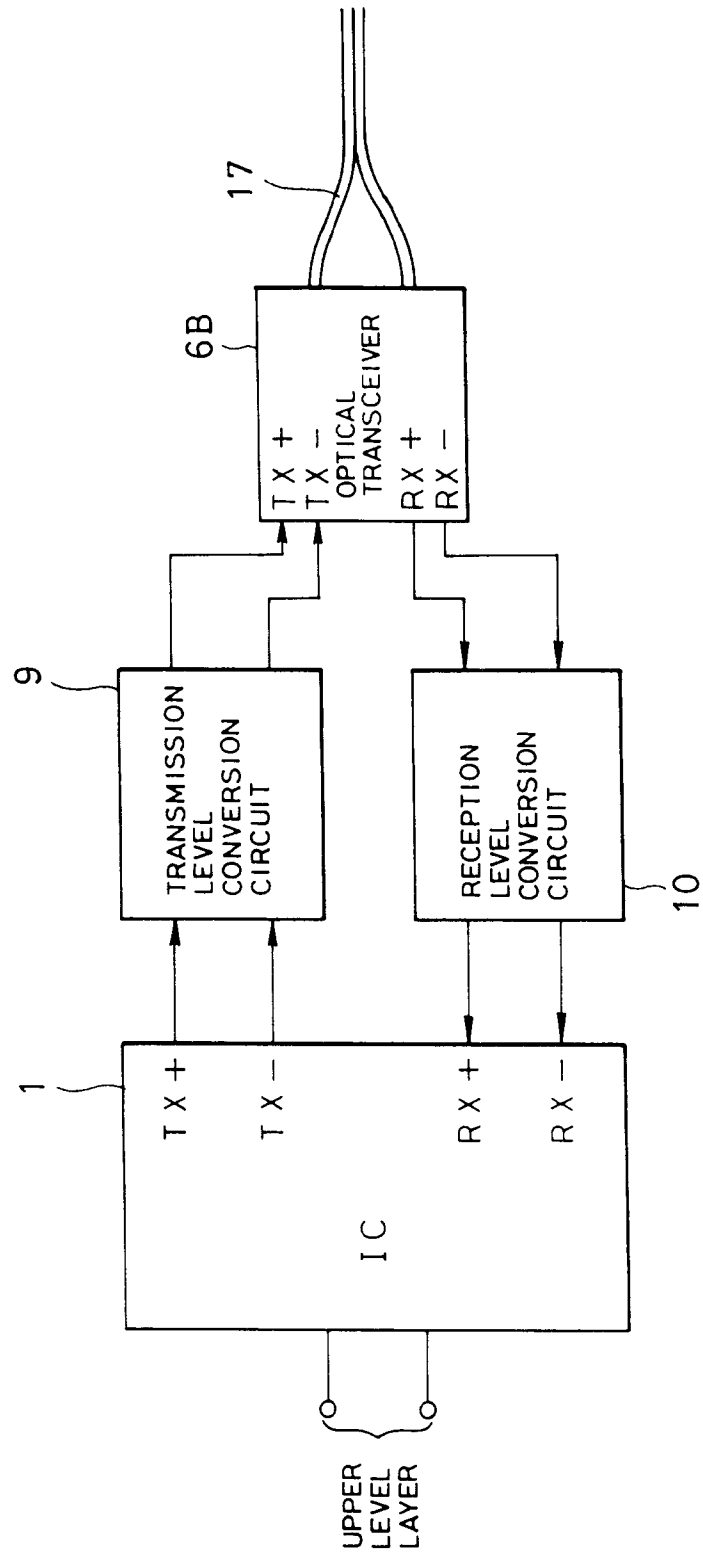 UPPER
LEVEL
LAYER
1
IC
TX+
TX-
RX+
RX-
9
TRANSMISSION
LEVEL
CONVERSION
CIRCUIT
10
RECEPTION
LEVEL
CONVERSION
CIRCUIT
6B
TX+
TX-
OPTICAL
TRANSCEIVER
RX+
RX-
17